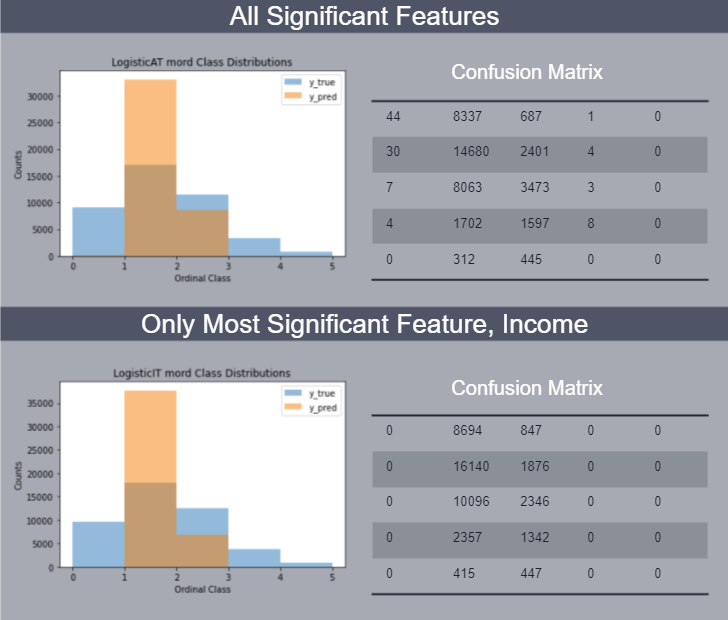 All Significant Features
LogisticAT mord Class Distributions
y_true
y_pred
30000
25000
20000
15000
10000
5000
0
Counts
0 1 2 3 4 5
Ordinal Class
Confusion Matrix
44 8337 687 1 0
30 14680 2401 4 0
7 8063 3473 3 0
4 1702 1597 8 0
0 312 445 0 0
Only Most Significant Feature, Income
LogisticIT mord Class Distributions
y_true
y_pred
35000
30000
25000
20000
15000
10000
5000
0
Counts
0 1 2 3 4 5
Ordinal Class
Confusion Matrix
0 8694 847 0 0
0 16140 1876 0 0
0 10096 2346 0 0
0 2357 1342 0 0
0 415 447 0 0